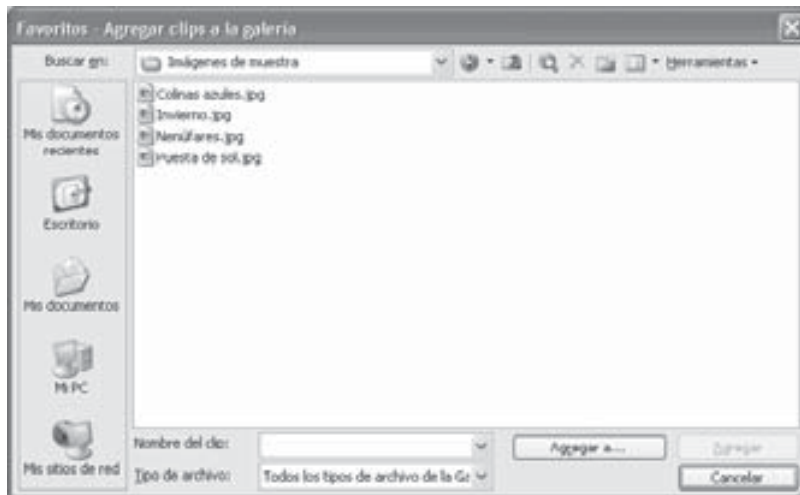 Favoritos - Agregar clips a la galería
Buscar en: Imágenes de muestra Herramientas
Colinas azules.jpg
Invierno.jpg
Nenúfares.jpg
Puesta de sol.jpg
Mis documentos recientes
Escritorio
Mis documentos
Mi PC
Mis sitios de red
Nombre del clip: Agregar a... Agregar
Tipo de archivo: Todos los tipos de archivo de la Ga Cancelar